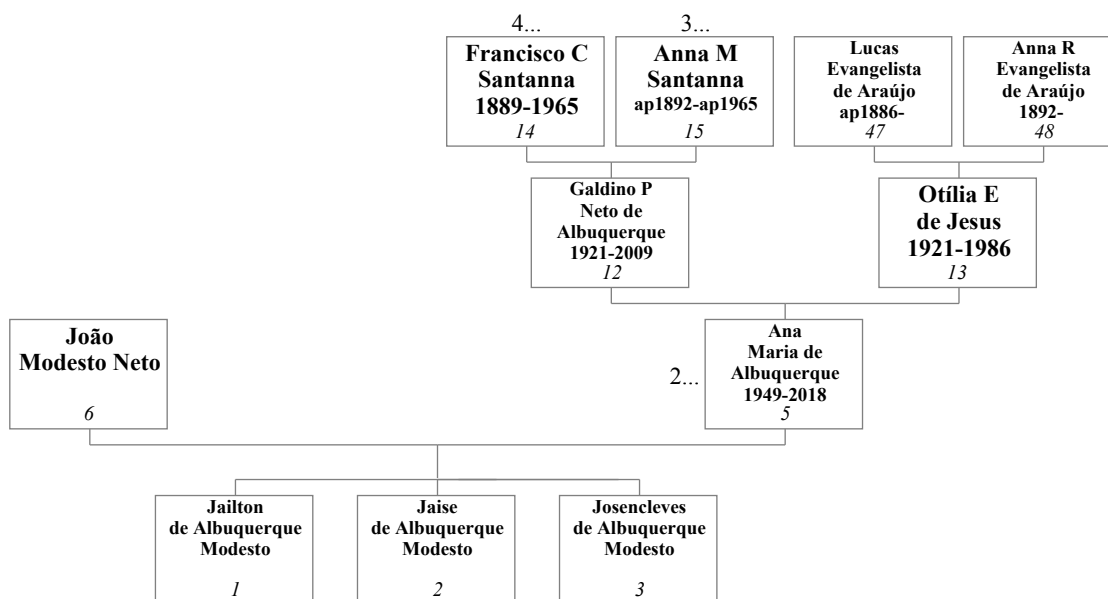 4...
3...
Francisco C
Santanna
1889-1965
14
Anna M
Santanna
ap1892-ap1965
15
Lucas
Evangelista
de Araújo
ap1886-
47
Anna R
Evangelista
de Araújo
1892-
48
Galdino P
Neto de
Albuquerque
1921-2009
12
Otília E
de Jesus
1921-1986
13
João
Modesto Neto
6
2...
Ana
Maria de
Albuquerque
1949-2018
5
Jailton
de Albuquerque
Modesto
1
Jaise
de Albuquerque
Modesto
2
Josencleves
de Albuquerque
Modesto
3